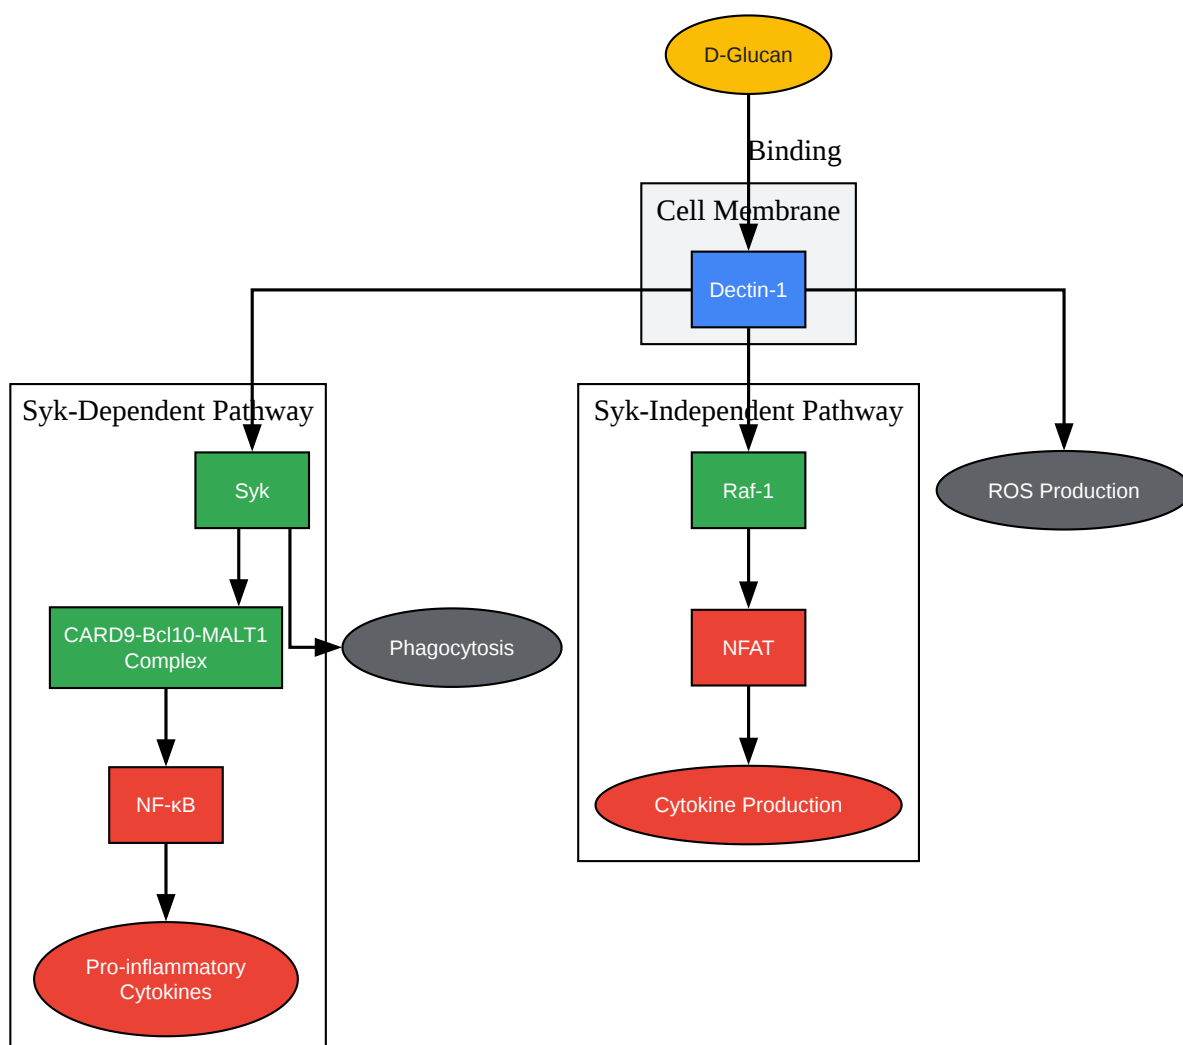 D-Glucan
Binding
Cell Membrane
Dectin-1
Syk-Dependent Pathway
Syk-Independent Pathway
Syk
Raf-1
ROS Production
CARD9-Bcl10-MALT1
Complex
Phagocytosis
NFAT
NF-κB
Cytokine Production
Pro-inflammatory
Cytokines